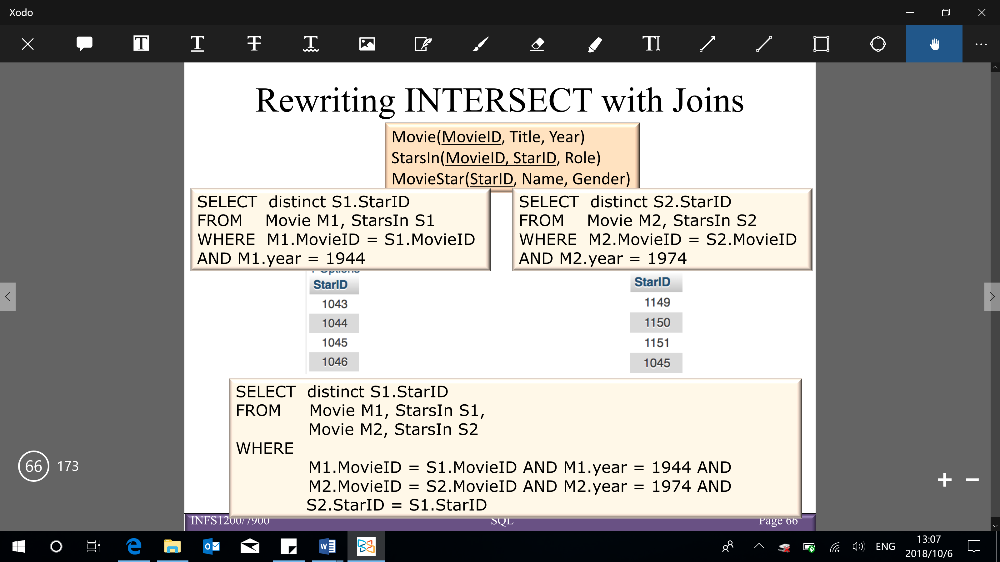 Xodo
Rewriting INTERSECT with Joins
Movie(MovieID, Title, Year)
StarsIn(MovieID, StarID, Role)
MovieStar(StarID, Name, Gender)
SELECT distinct S1.StarID
FROM Movie M1, StarsIn S1
WHERE M1.MovieID = S1.MovieID
AND M1.year = 1944
SELECT distinct S2.StarID
FROM Movie M2, StarsIn S2
WHERE M2.MovieID = S2.MovieID
AND M2.year = 1974
Options
StarID
1043
1044
1045
1046
StarID
1149
1150
1151
1045
SELECT distinct S1.StarID
FROM Movie M1, StarsIn S1,
Movie M2, StarsIn S2
WHERE
M1.MovieID = S1.MovieID AND M1.year = 1944 AND
M2.MovieID = S2.MovieID AND M2.year = 1974 AND
S2.StarID = S1.StarID
66 173
INFS1200/7900 SQL Page 66
ENG
13:07
2018/10/6